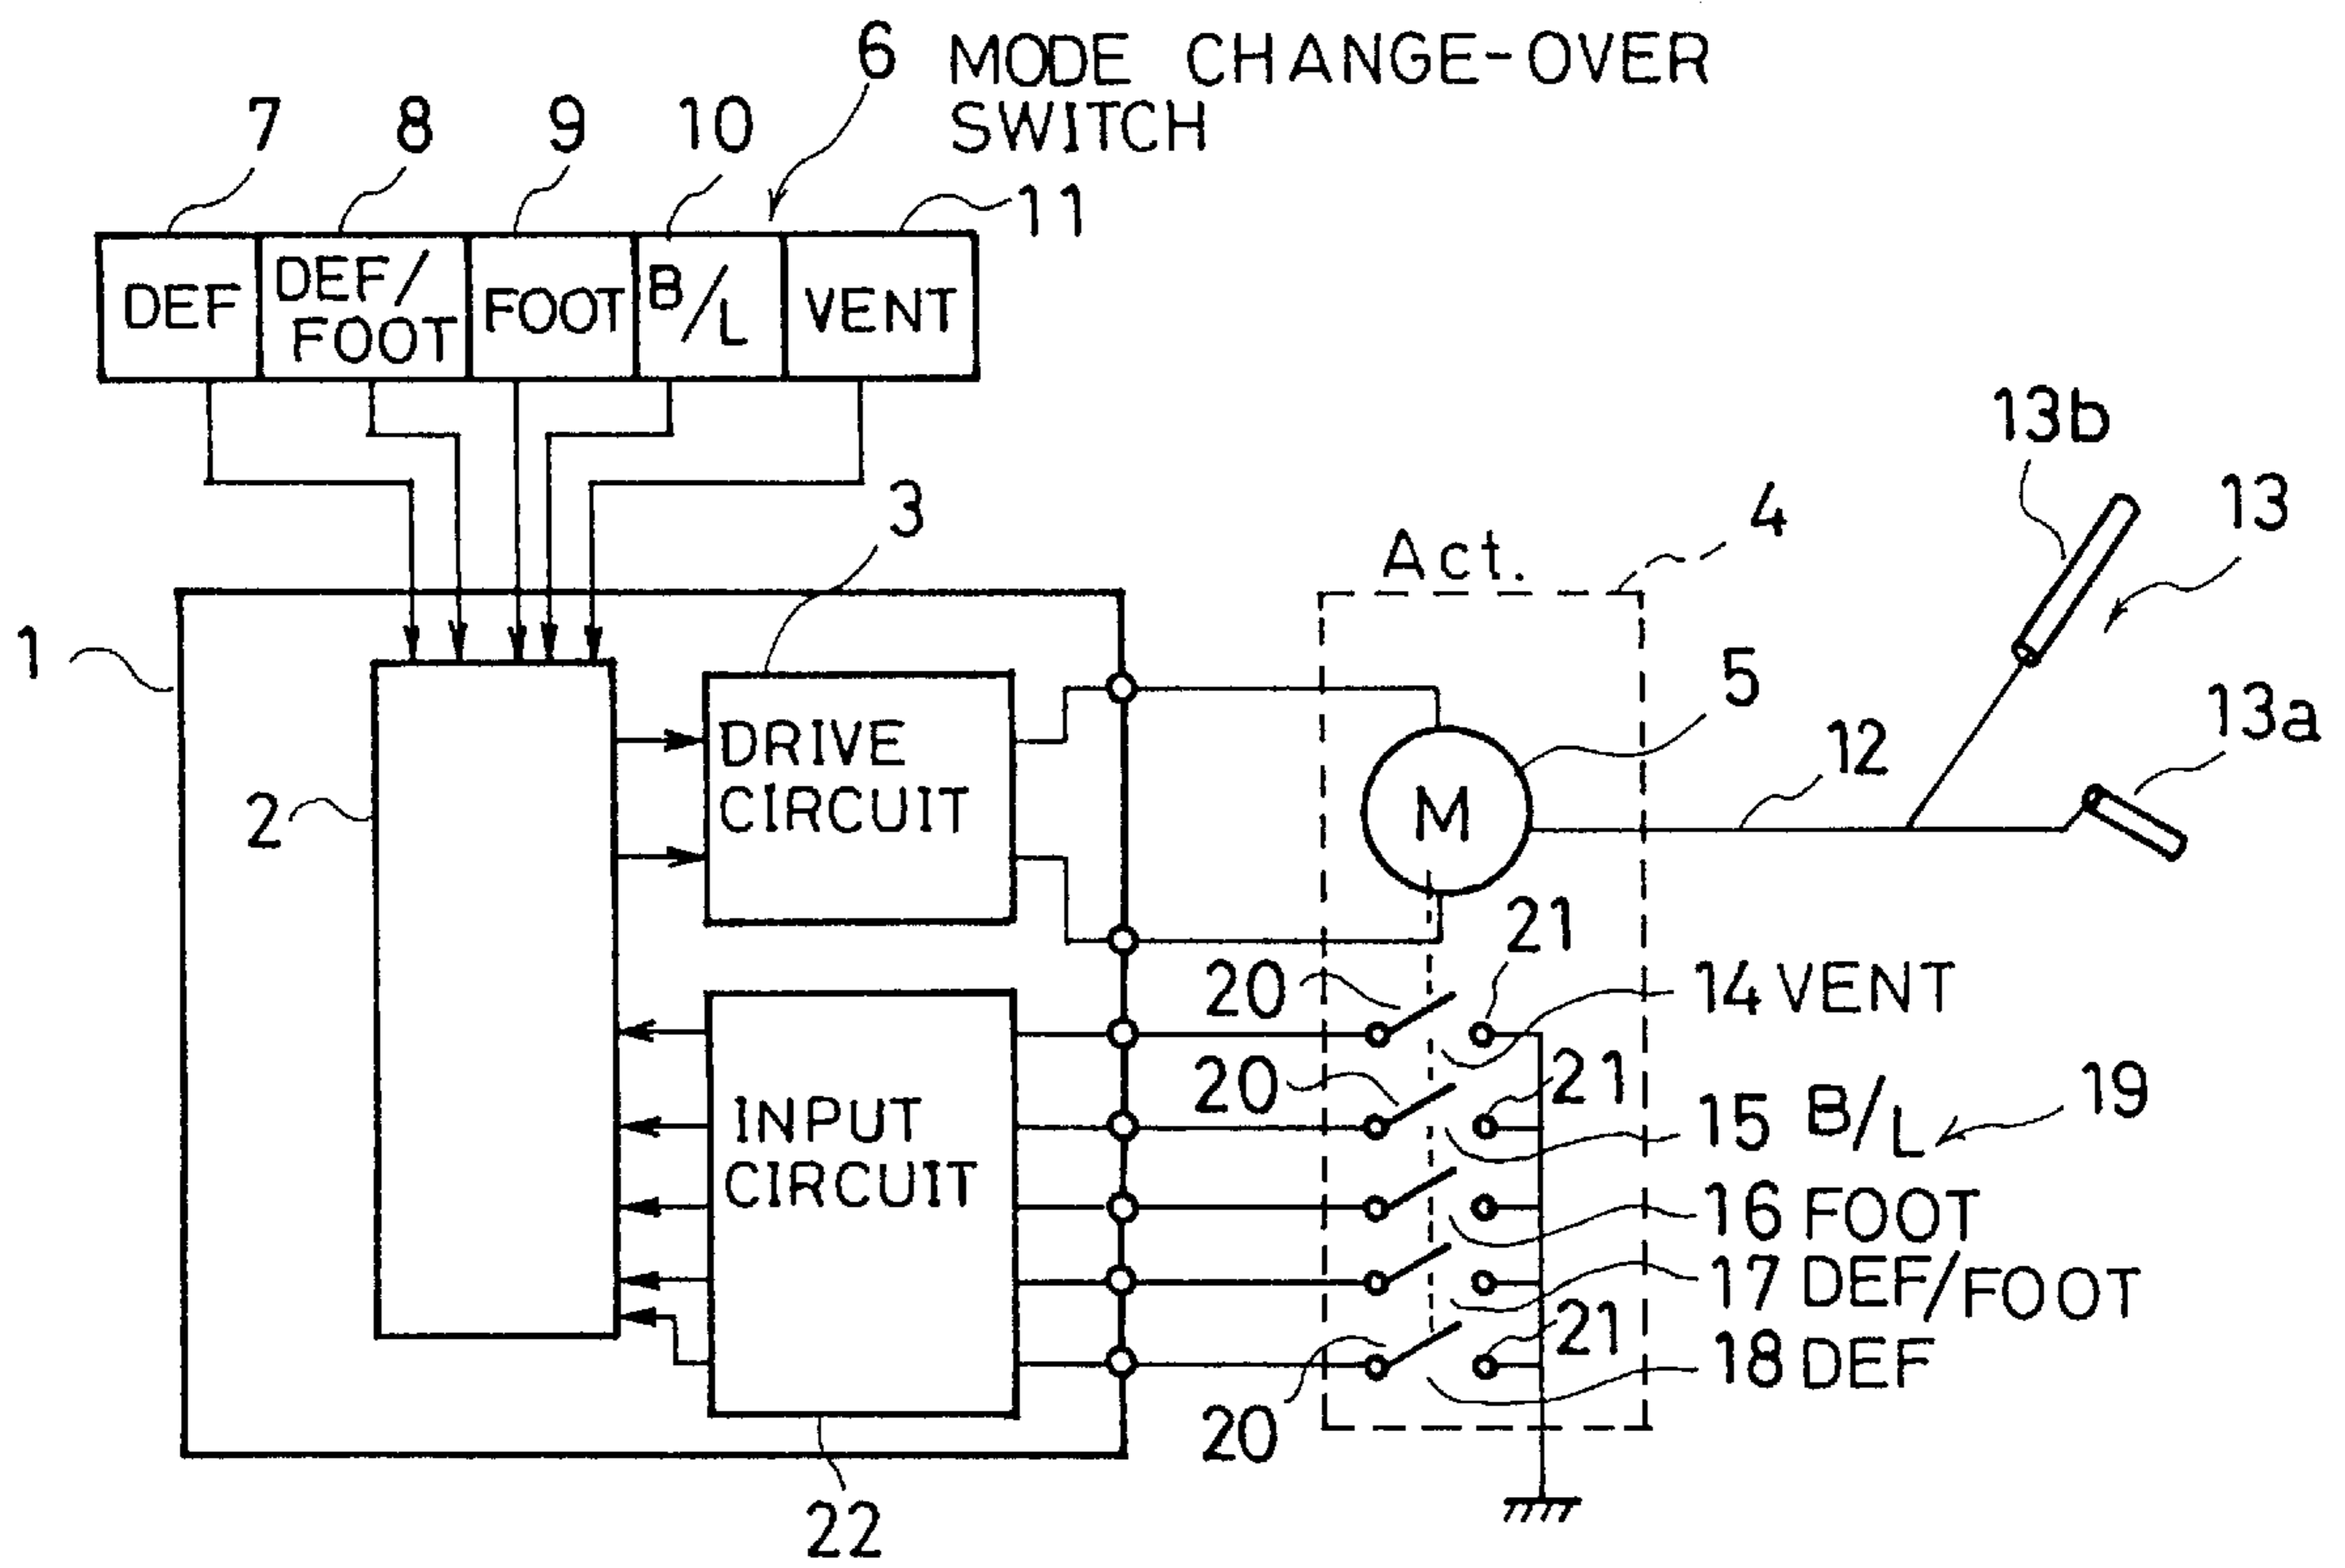 6 MODE CHANGE-OVER
SWITCH
7 8 9 10 11
DEF
DEF/
FOOT
FOOT
B/L
VENT
13b
13
3
Act.
4
1
5
13a
DRIVE
CIRCUIT
M
12
2
21
20
14 VENT
20
21
15 B/L
19
INPUT
CIRCUIT
16 FOOT
17 DEF/FOOT
21
18 DEF
20
22